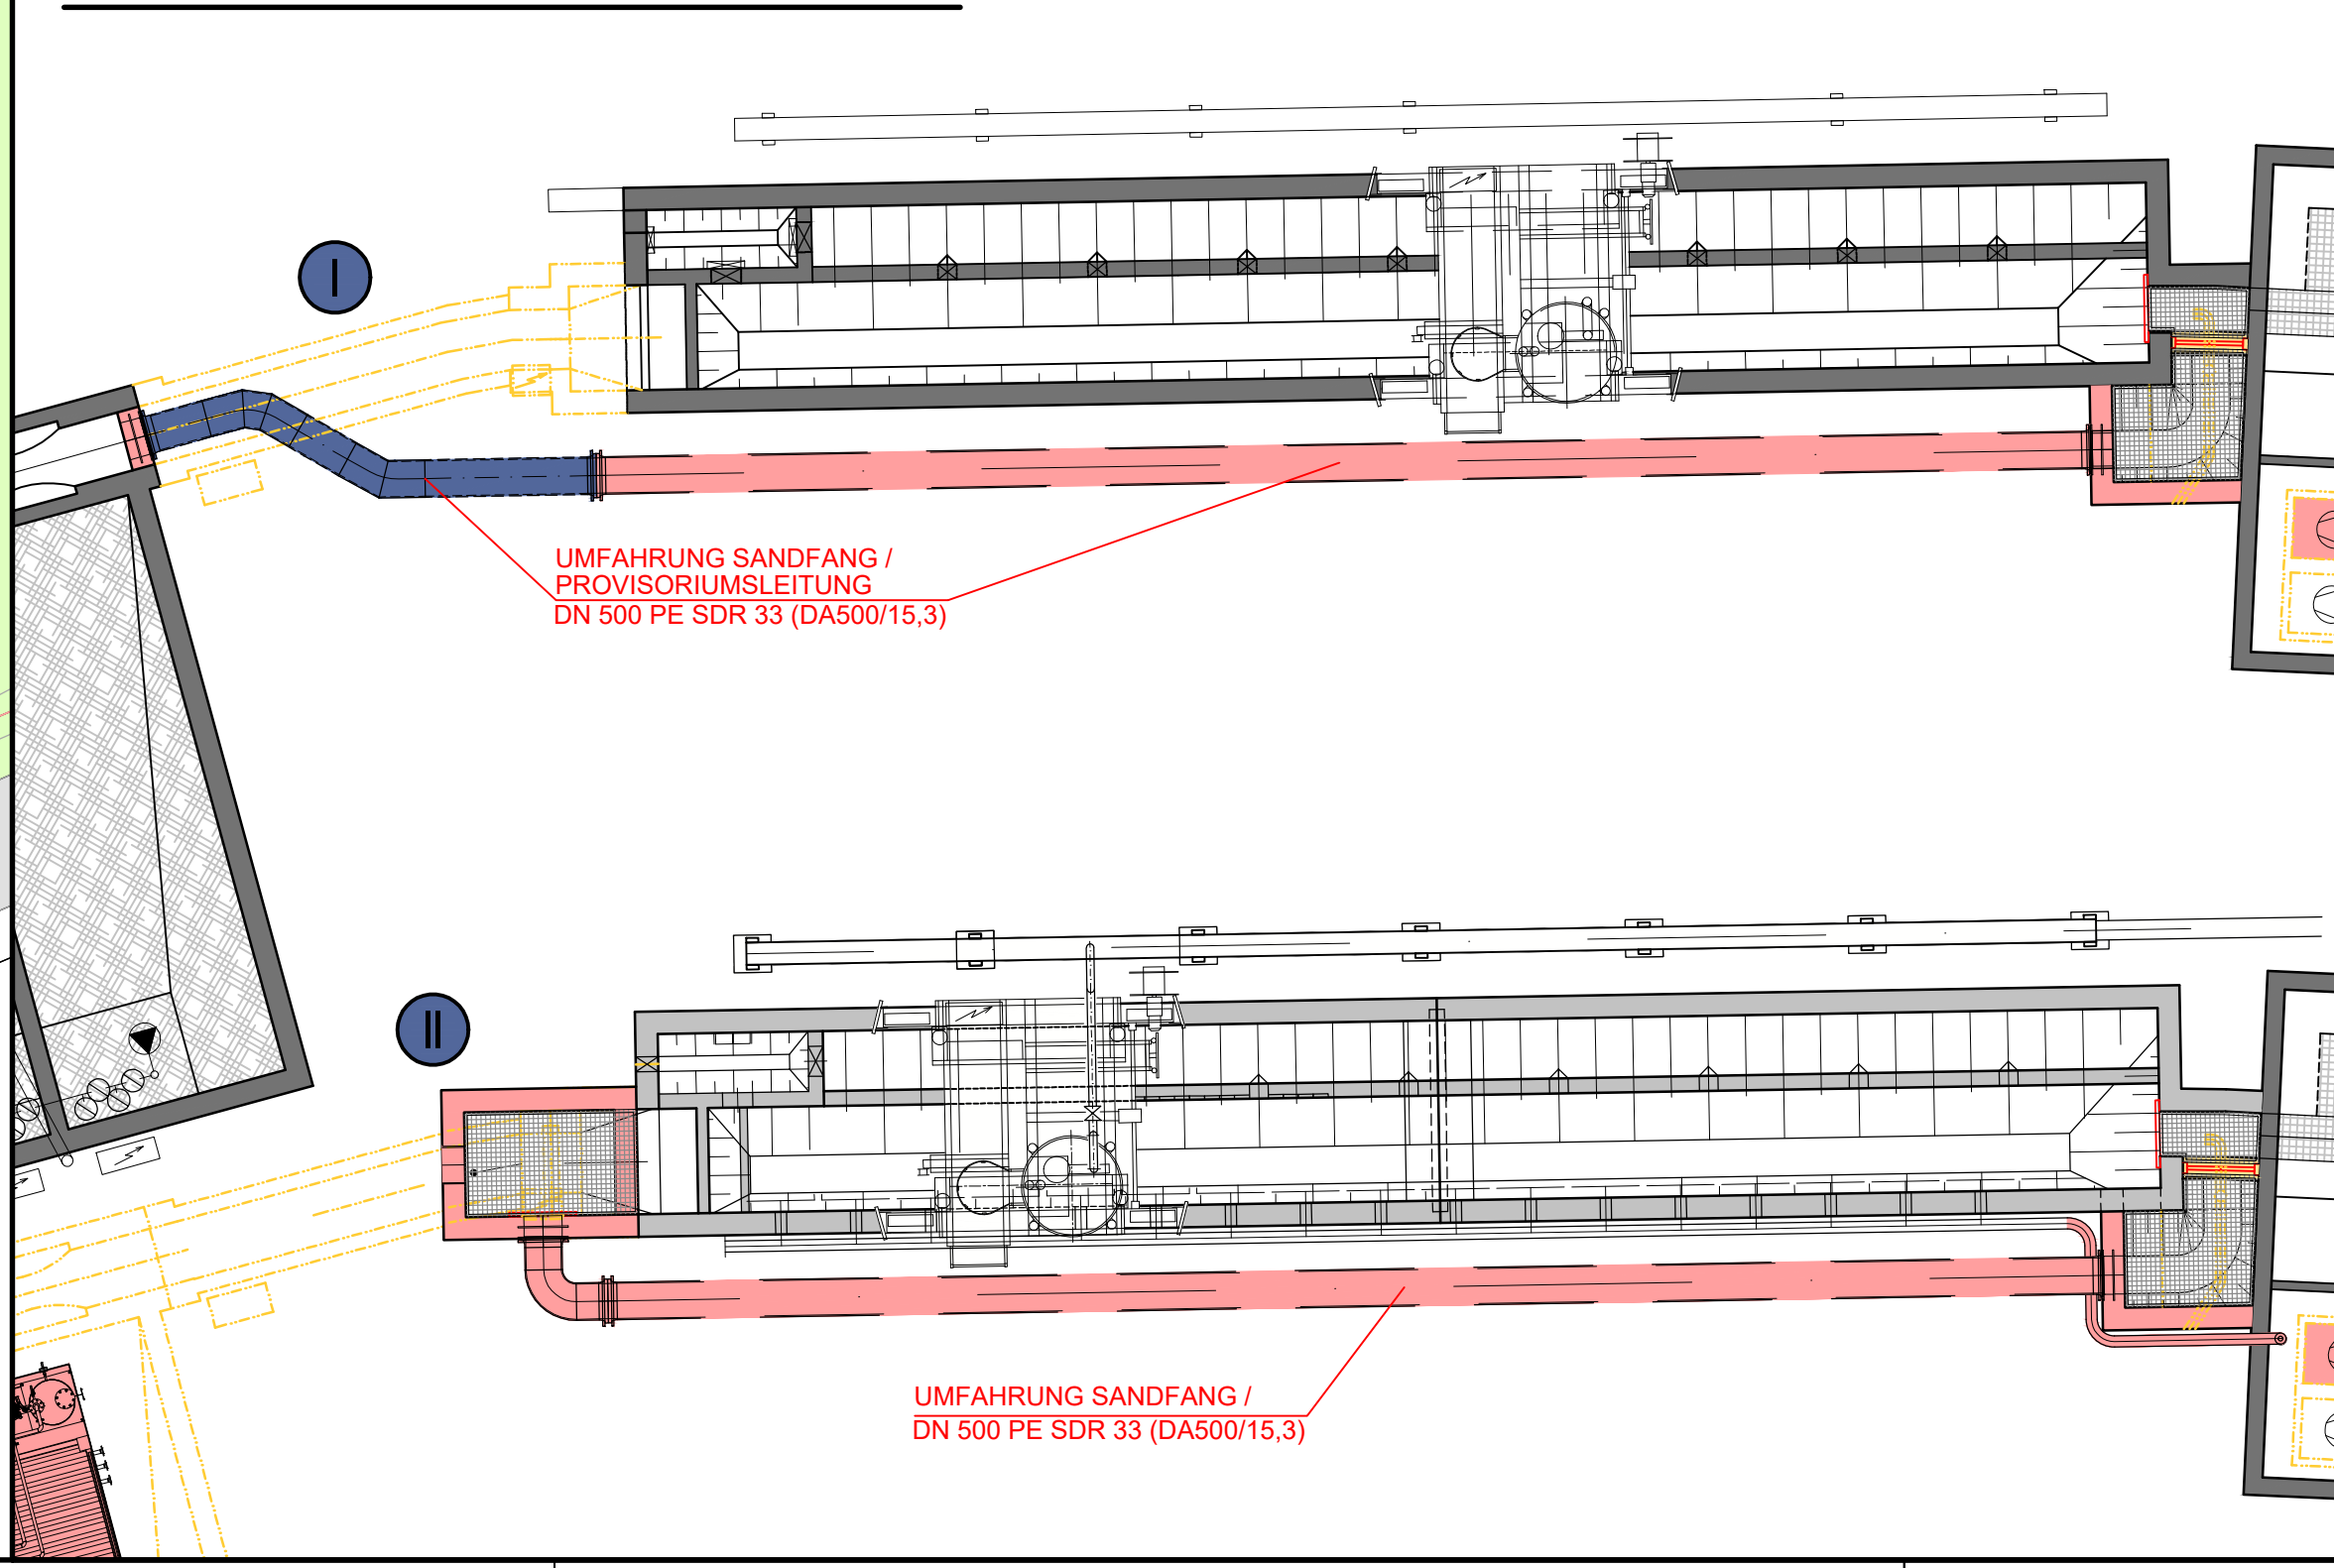 I
UMFAHRUNG SANDFANG /
PROVISORIUMSLEITUNG
DN 500 PE SDR 33 (DA500/15,3)
II
UMFAHRUNG SANDFANG /
DN 500 PE SDR 33 (DA500/15,3)